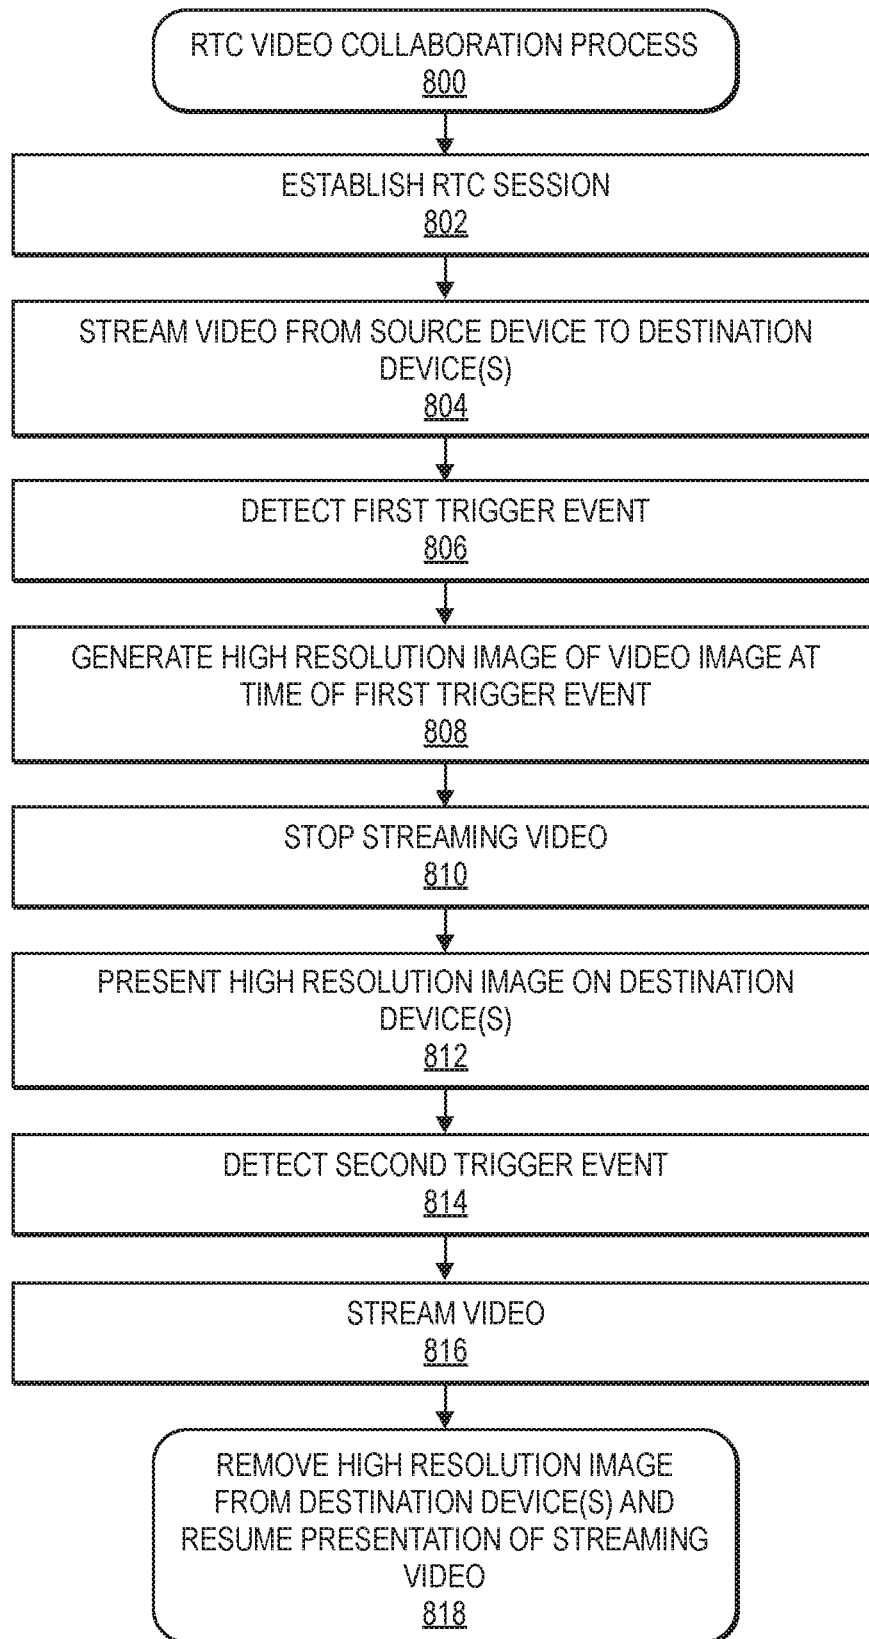 RTC VIDEO COLLABORATION PROCESS
800
ESTABLISH RTC SESSION
802
STREAM VIDEO FROM SOURCE DEVICE TO DESTINATION
DEVICE(S)
804
DETECT FIRST TRIGGER EVENT
806
GENERATE HIGH RESOLUTION IMAGE OF VIDEO IMAGE AT
TIME OF FIRST TRIGGER EVENT
808
STOP STREAMING VIDEO
810
PRESENT HIGH RESOLUTION IMAGE ON DESTINATION
DEVICE(S)
812
DETECT SECOND TRIGGER EVENT
814
STREAM VIDEO
816
REMOVE HIGH RESOLUTION IMAGE
FROM DESTINATION DEVICE(S) AND
RESUME PRESENTATION OF STREAMING
VIDEO
818